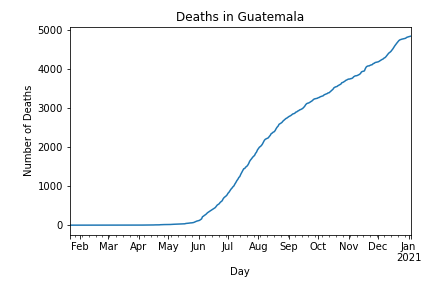 Deaths in Guatemala
5000
4000
3000
2000
1000
0
Number of Deaths
Feb Mar Apr May Jun Jul Aug Sep Oct Nov Dec Jan
2021
Day